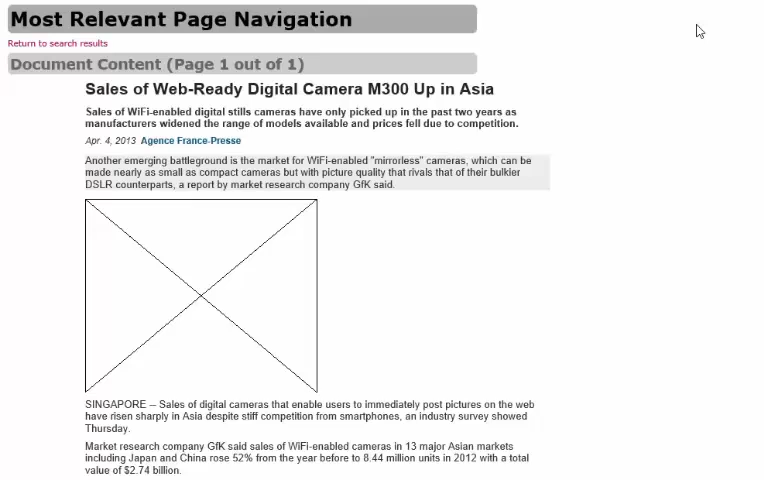 Most Relevant Page Navigation
Return to search results
Document Content (Page 1 out of 1)
Sales of Web-Ready Digital Camera M300 Up in Asia
Sales of WiFi-enabled digital stills cameras have only picked up in the past two years as
manufacturers widened the range of models available and prices fell due to competition.
Apr. 4, 2013 Agence France-Presse
Another emerging battleground is the market for WiFi-enabled "mirrorless" cameras, which can be
made nearly as small as compact cameras but with picture quality that rivals that of their bulkier
DSLR counterparts, a report by market research company GfK said.
SINGAPORE -- Sales of digital cameras that enable users to immediately post pictures on the web
have risen sharply in Asia despite stiff competition from smartphones, an industry survey showed
Thursday.
Market research company GfK said sales of WiFi-enabled cameras in 13 major Asian markets
including Japan and China rose 52% from the year before to 8.44 million units in 2012 with a total
value of $2.74 billion.